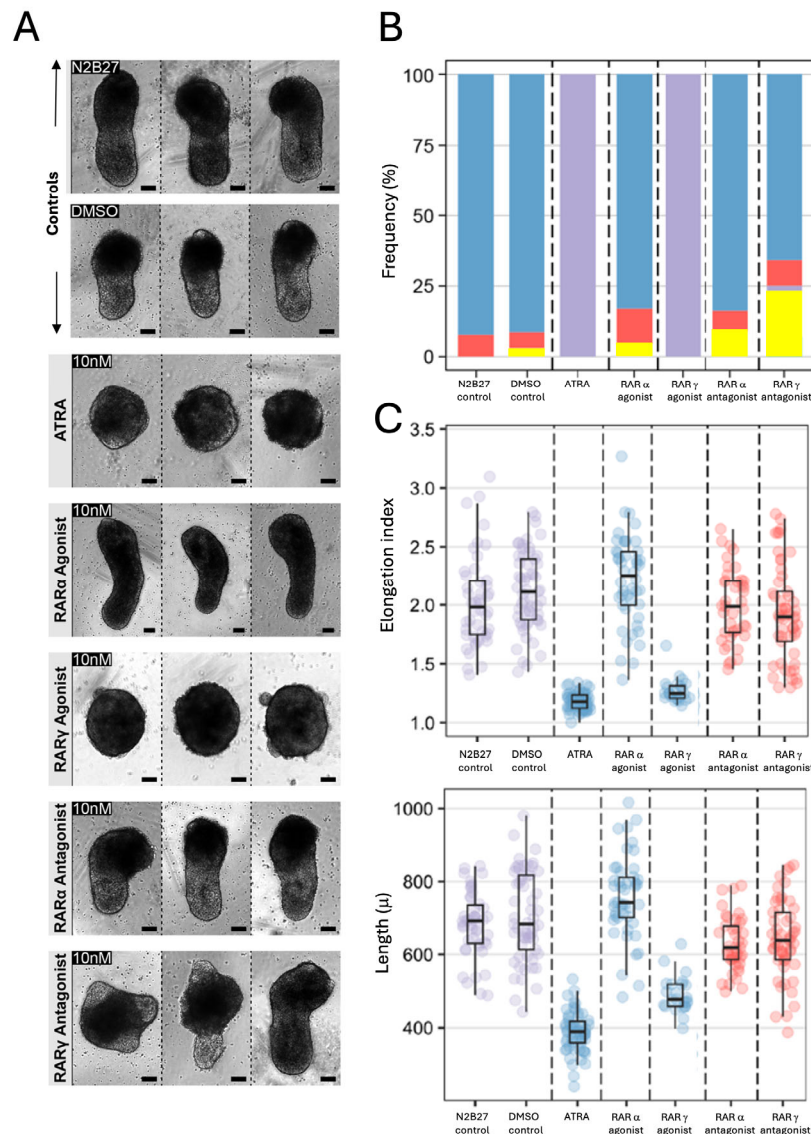 A
N2B27
Controls
DMSO
10nM
ATRA
10nM
RARα Agonist
10nM
RARγ Agonist
10nM
RARα Antagonist
10nM
RARγ Antagonist
B
Frequency (%)
100
75
50
25
0
N2B27 control
DMSO control
ATRA
RAR α agonist
RAR γ agonist
RAR α antagonist
RAR γ antagonist
C
Elongation index
3.5
3.0
2.5
2.0
1.5
1.0
N2B27 control
DMSO control
ATRA
RAR α agonist
RAR γ agonist
RAR α antagonist
RAR γ antagonist
Length (μ)
1000
800
600
400
N2B27 control
DMSO control
ATRA
RAR α agonist
RAR γ agonist
RAR α antagonist
RAR γ antagonist